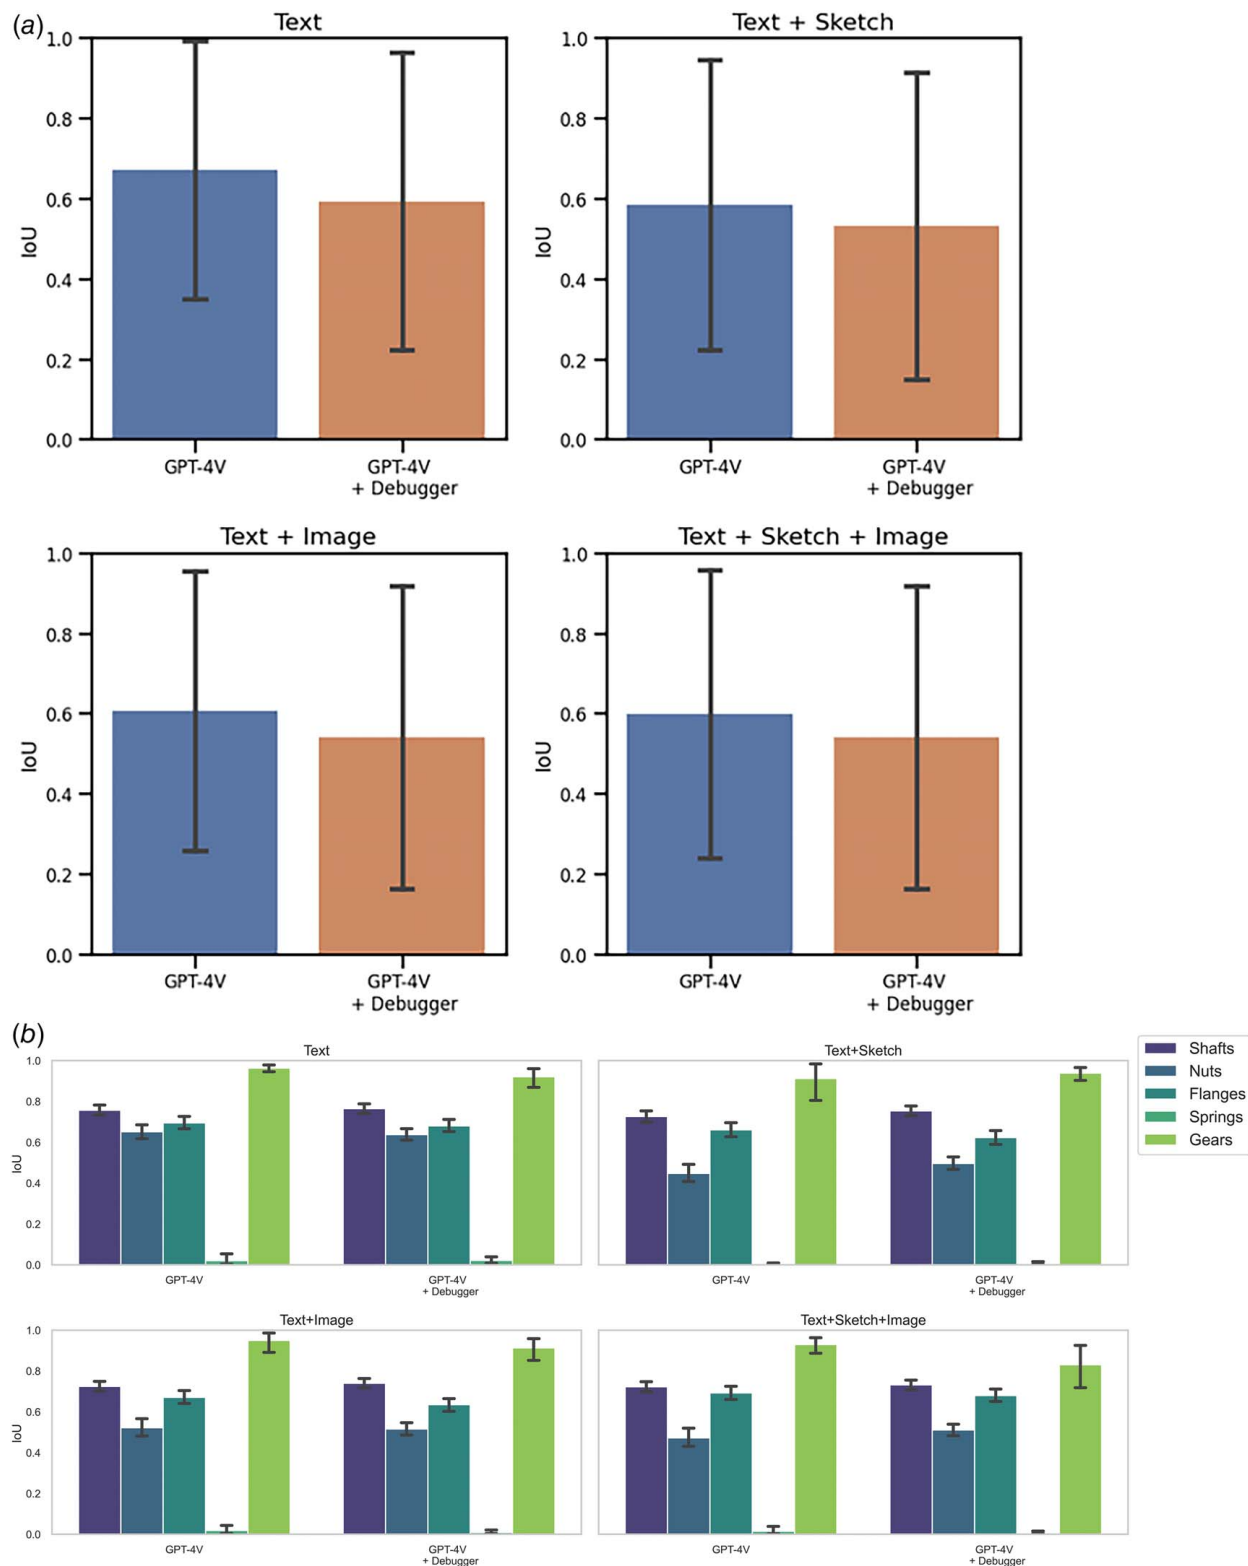 (a)
Text
1.0
0.8
0.6
0.4
0.2
0.0
IoU
GPT-4V
GPT-4V
+ Debugger
Text + Sketch
1.0
0.8
0.6
0.4
0.2
0.0
IoU
GPT-4V
GPT-4V
+ Debugger
Text + Image
1.0
0.8
0.6
0.4
0.2
0.0
IoU
GPT-4V
GPT-4V
+ Debugger
Text + Sketch + Image
1.0
0.8
0.6
0.4
0.2
0.0
IoU
GPT-4V
GPT-4V
+ Debugger
(b)
Text
1.0
0.8
0.6
0.4
0.2
0.0
IoU
GPT-4V
GPT-4V
+ Debugger
Text+Sketch
GPT-4V
GPT-4V
+ Debugger
Shafts
Nuts
Flanges
Springs
Gears
Text+Image
1.0
0.8
0.6
0.4
0.2
0.0
IoU
GPT-4V
GPT-4V
+ Debugger
Text+Sketch+Image
GPT-4V
GPT-4V
+ Debugger